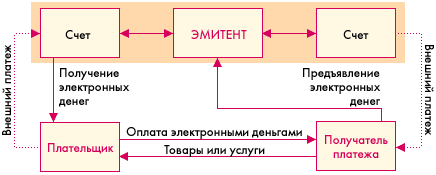 Счет
ЭМИТЕНТ
Счет
Внешний платеж
Получение
электронных
денег
Предъявление
электронных
денег
Внешний платеж
Плательщик
Оплата электронными деньгами
Товары или услуги
Получатель
платежа